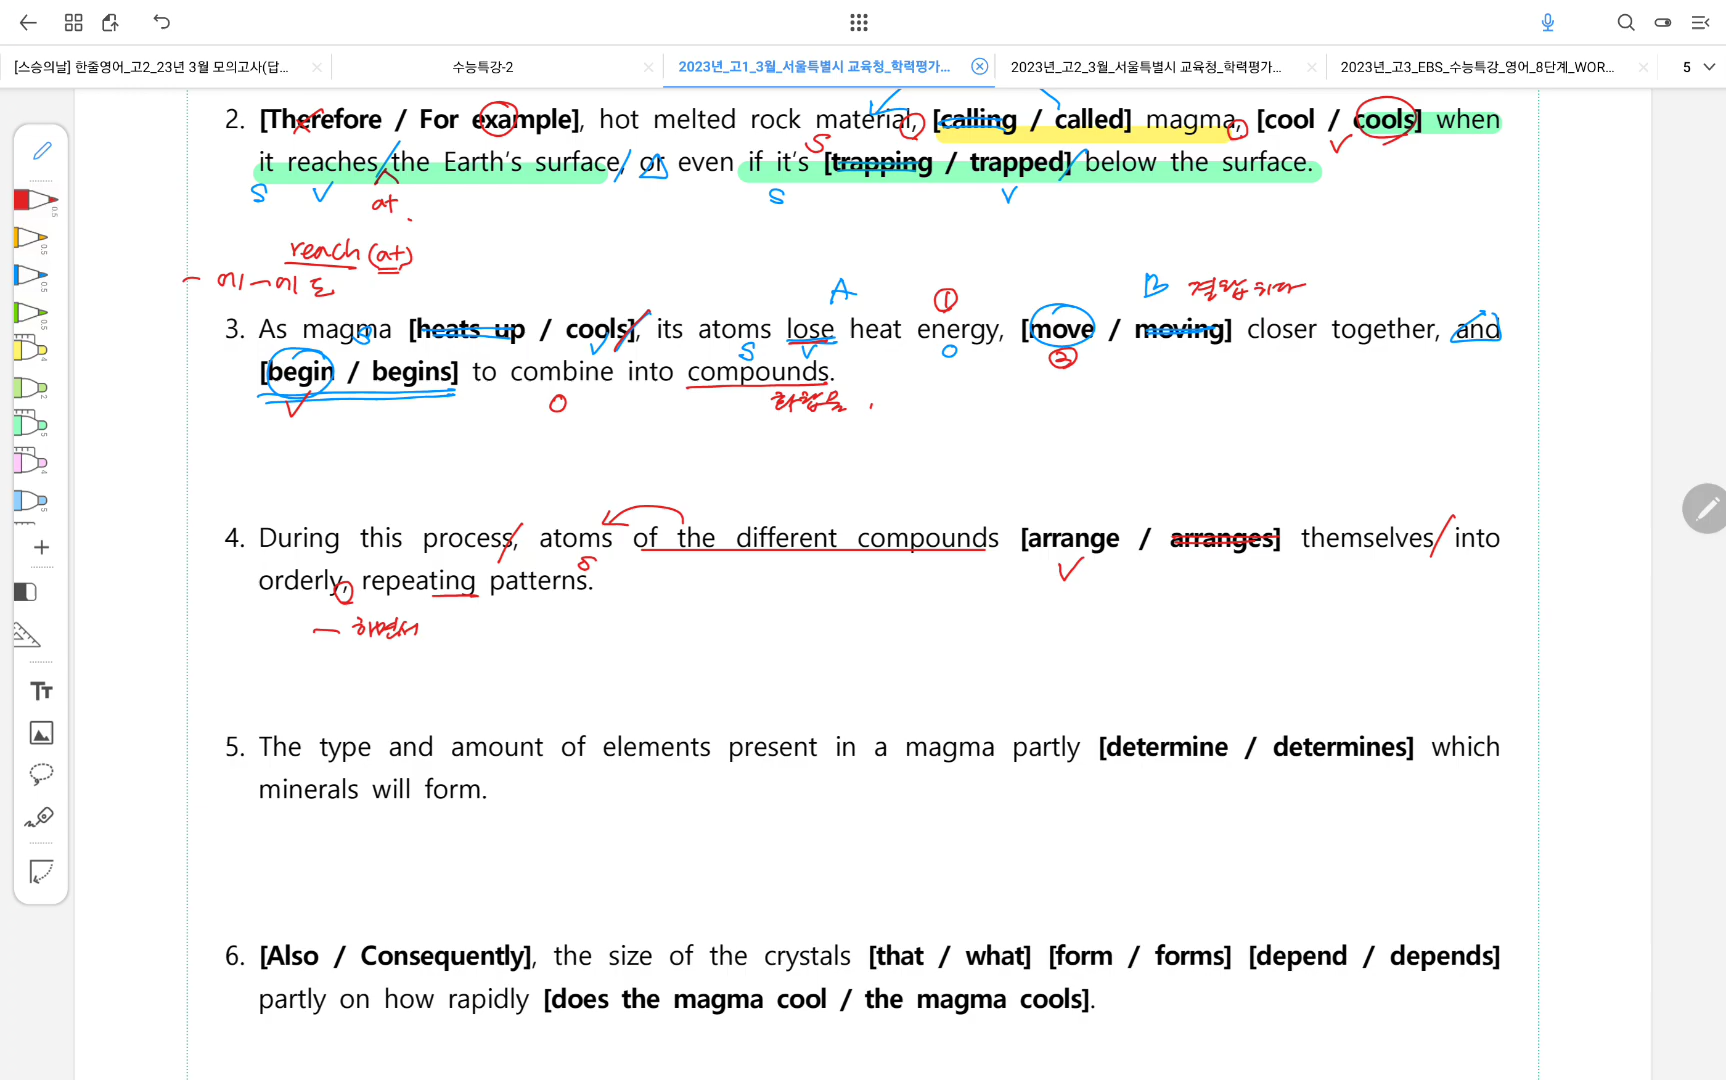 [스승의날] 한줄영어_고2_23년 3월 모의고사(답...
수능특강-2
2023년_고1_3월_서울특별시 교육청_학력평가...
2023년_고2_3월_서울특별시 교육청_학력평가...
2023년_고3_EBS_수능특강_영어_8단계_WOR...
5
2. [Therefore / For example], hot melted rock material, [calling / called] magma, [cool / cools] when
S
it reaches the Earth's surface, or even if it's [trapping / trapped] below the surface.
S V at S V
reach (at)
- 에 ~에 도
A ① B 결합하다
3. As magma [heats up / cools], its atoms lose heat energy, [move / moving] closer together, and
S V S V O ②
[begin / begins] to combine into compounds.
O 화합물
4. During this process, atoms of the different compounds [arrange / arranges] themselves into
S
orderly, repeating patterns.
- 하면서
5. The type and amount of elements present in a magma partly [determine / determines] which
minerals will form.
6. [Also / Consequently], the size of the crystals [that / what] [form / forms] [depend / depends]
partly on how rapidly [does the magma cool / the magma cools].